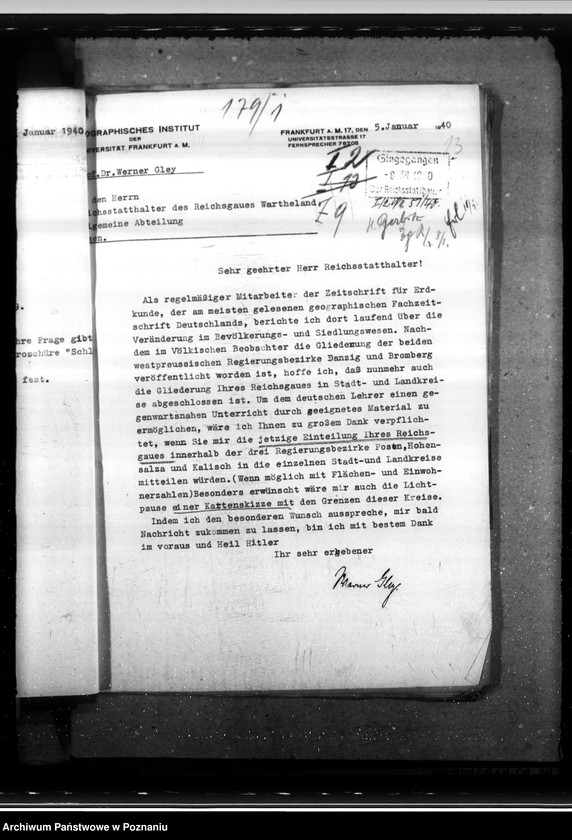 Januar 1940
hre Frage gibt
roschüre "Schl
fest.
179/1
OGRAPHISCHES INSTITUT
DER
IVERSITÄT FRANKFURT A. M.
FRANKFURT A. M. 17, DEN 5.Januar 1940
UNIVERSITÄTSSTRASSE 17
FERNSPRECHER 70708
13
of.Dr.Werner Gley
I 2
I 13
I 9
Eingegangen
den Herrn
ichsstatthalter des Reichsgaues Wartheland,
lgemeine Abteilung
en.
Sehr geehrter Herr Reichsstatthalter!
Als regelmäßiger Mitarbeiter der Zeitschrift für Erd-
kunde, der am meisten gelesenen geographischen Fachzeit-
schrift Deutschlands, berichte ich dort laufend über die
Veränderung im Bevölkerungs- und Siedlungswesen. Nach-
dem im Völkischen Beobachter die Gliederung der beiden
westpreussischen Regierungsbezirke Danzig und Bromberg
veröffentlicht worden ist, hoffe ich, daß nunmehr auch
die Gliederung Ihres Reichsgaues in Stadt- und Landkrei-
se abgeschlossen ist. Um dem deutschen Lehrer einen ge-
genwartsnahen Unterricht durch geeignetes Material zu
ermöglichen, wäre ich Ihnen zu großem Dank verpflich-
tet, wenn Sie mir die jetzige Einteilung Ihres Reichs-
gaues innerhalb der drei Regierungsbezirke Posen,Hohen-
salza und Kalisch in die einzelnen Stadt-und Landkreise
mitteilen würden.(Wenn möglich mit Flächen- und Einwoh-
nerzahlen)Besonders erwünscht wäre mir auch die Licht-
pause einer Kartenskizze mit den Grenzen dieser Kreise.
Indem ich den besonderen Wunsch ausspreche, mir bald
Nachricht zukommen zu lassen, bin ich mit bestem Dank
im voraus und Heil Hitler
Ihr sehr ergebener
Werner Gley.
Archiwum Państwowe w Poznaniu